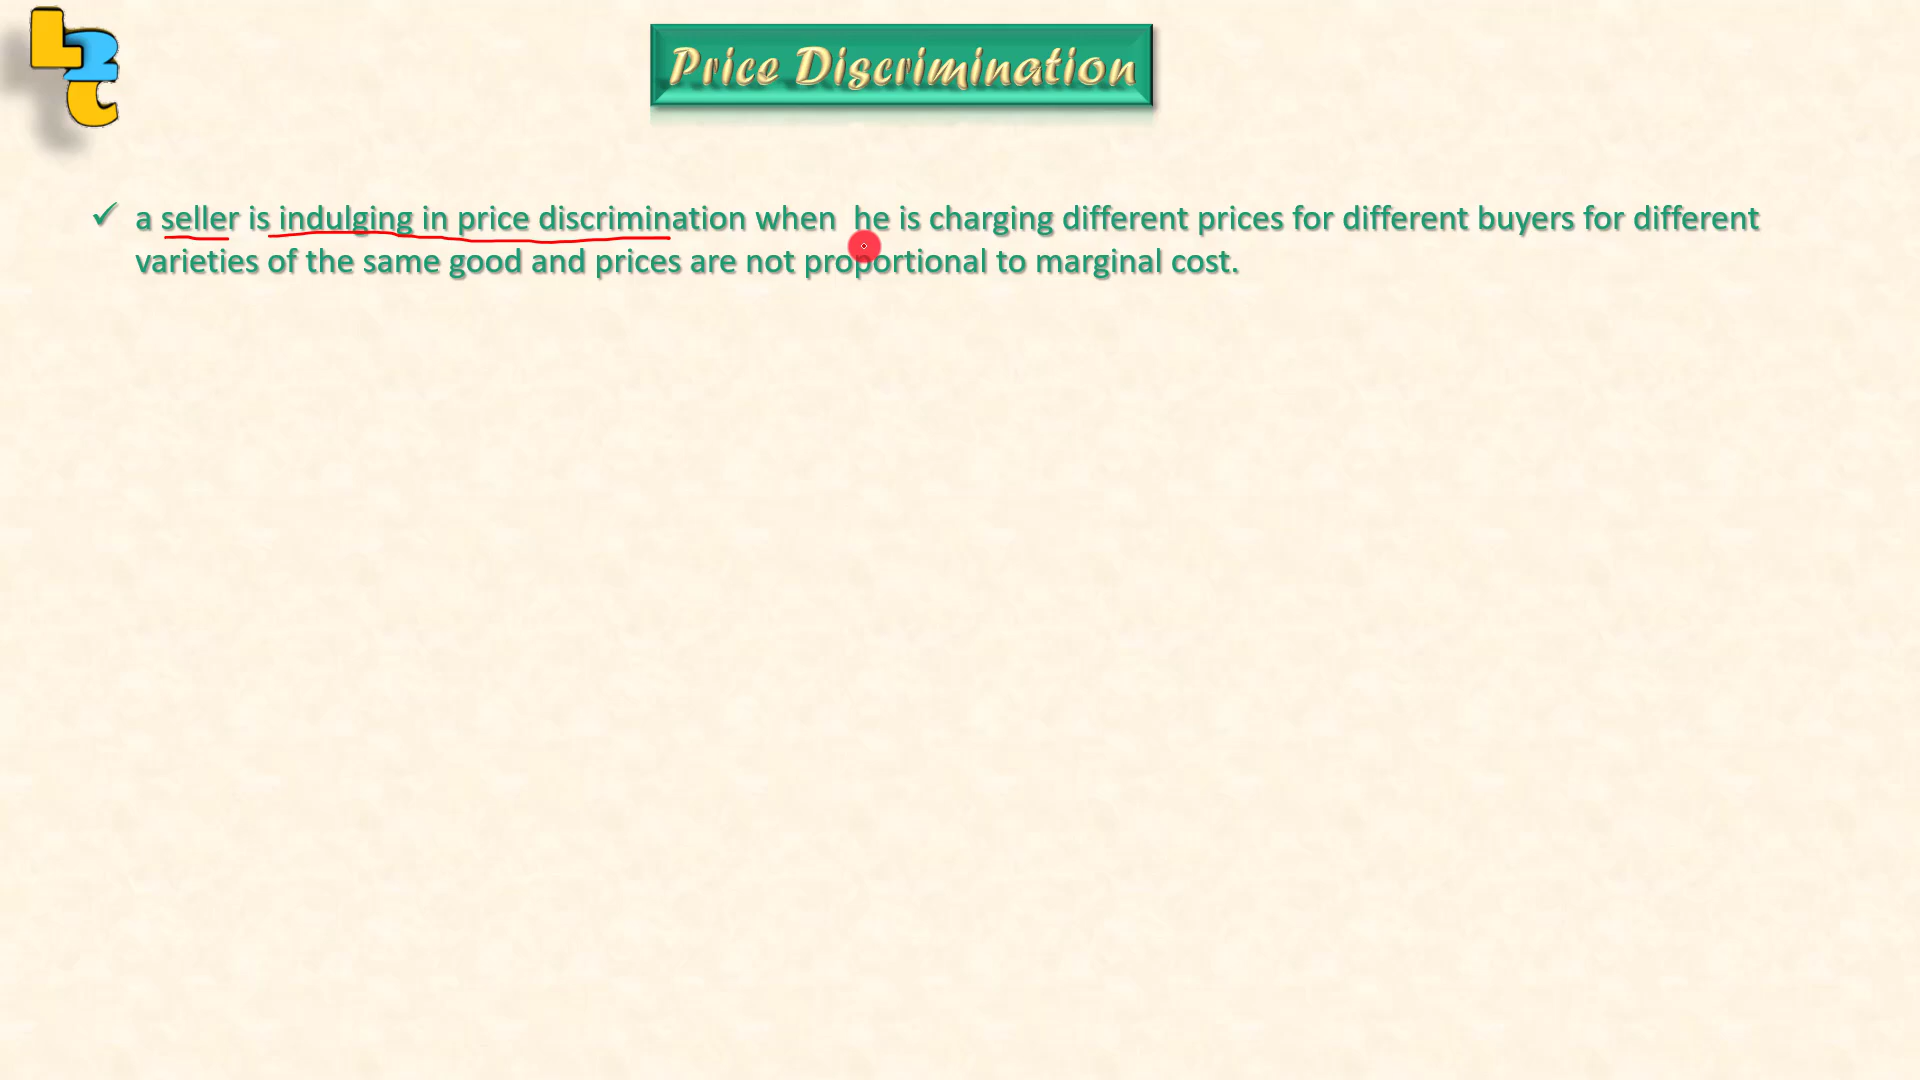 L2C
Price Discrimination
✓ a seller is indulging in price discrimination when he is charging different prices for different buyers for different
varieties of the same good and prices are not proportional to marginal cost.